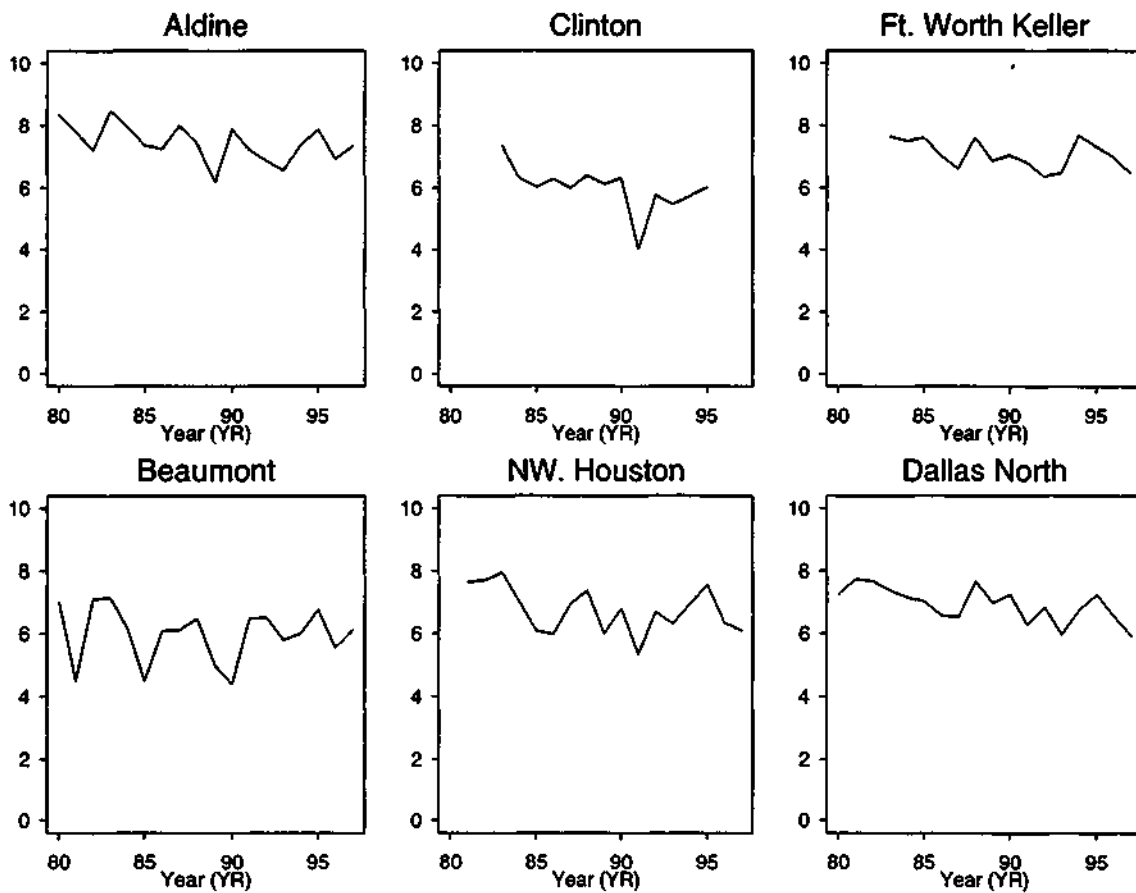 Aldine Clinton Ft. Worth Keller
10 10 10
8 8 8
6 6 6
4 4 4
2 2 2
0 0 0
80 85 90 95 80 85 90 95 80 85 90 95
Year (YR) Year (YR) Year (YR)
Beaumont NW. Houston Dallas North
10 10 10
8 8 8
6 6 6
4 4 4
2 2 2
0 0 0
80 85 90 95 80 85 90 95 80 85 90 95
Year (YR) Year (YR) Year (YR)